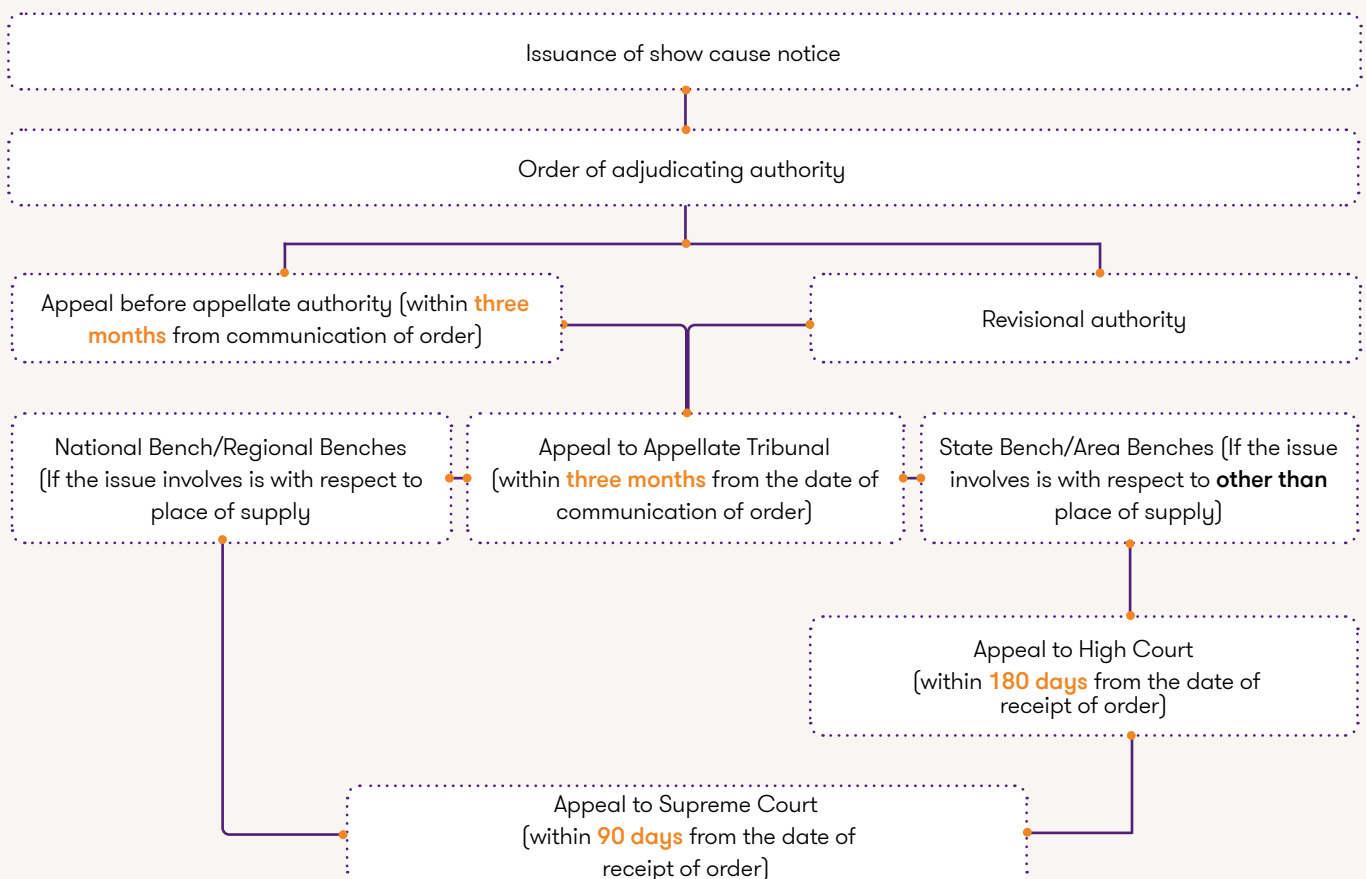 Issuance of show cause notice
Order of adjudicating authority
Appeal before appellate authority (within three
months from communication of order)
Revisional authority
National Bench/Regional Benches
(If the issue involves is with respect to
place of supply
Appeal to Appellate Tribunal
(within three months from the date of
communication of order)
State Bench/Area Benches (If the issue
involves is with respect to other than
place of supply)
Appeal to High Court
(within 180 days from the date of
receipt of order)
Appeal to Supreme Court
(within 90 days from the date of
receipt of order)